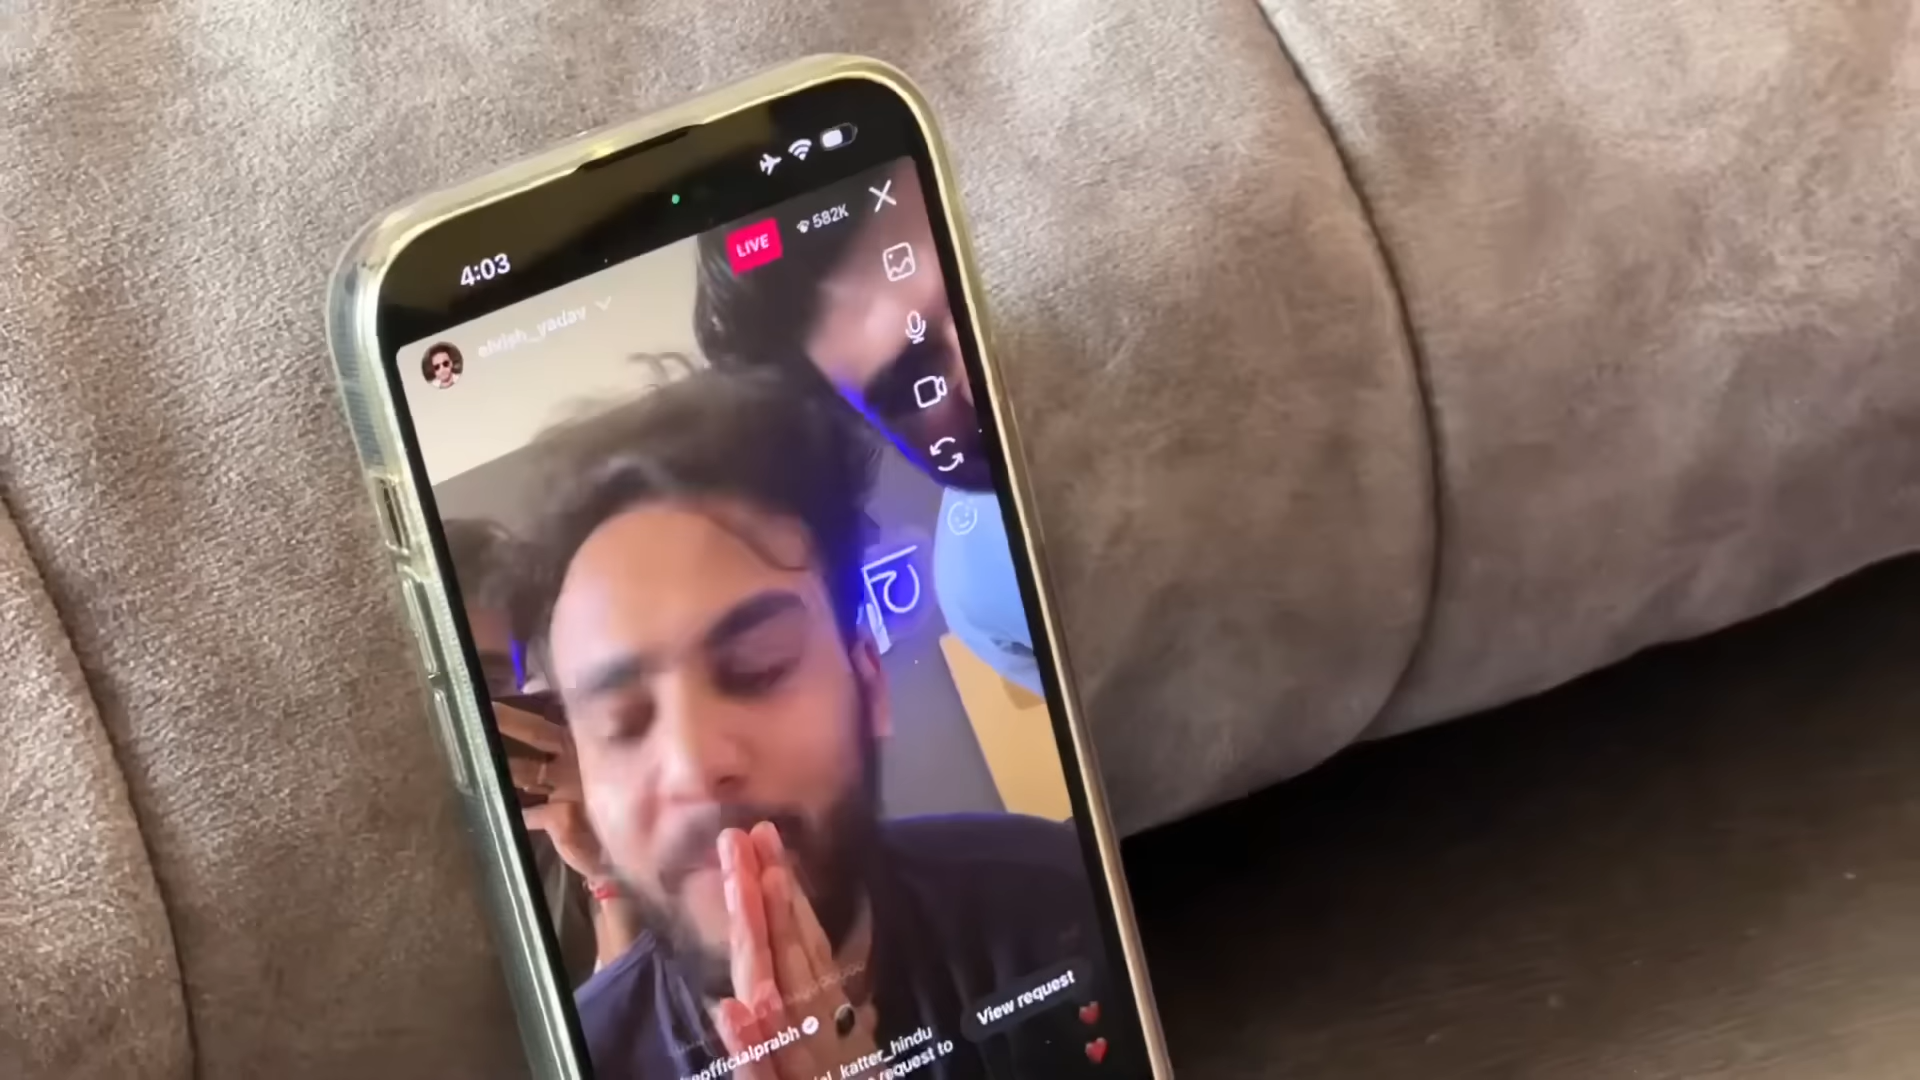 4:03
LIVE
582K
elvish_yadav
officialprabh
View request
katter_hindu
request to